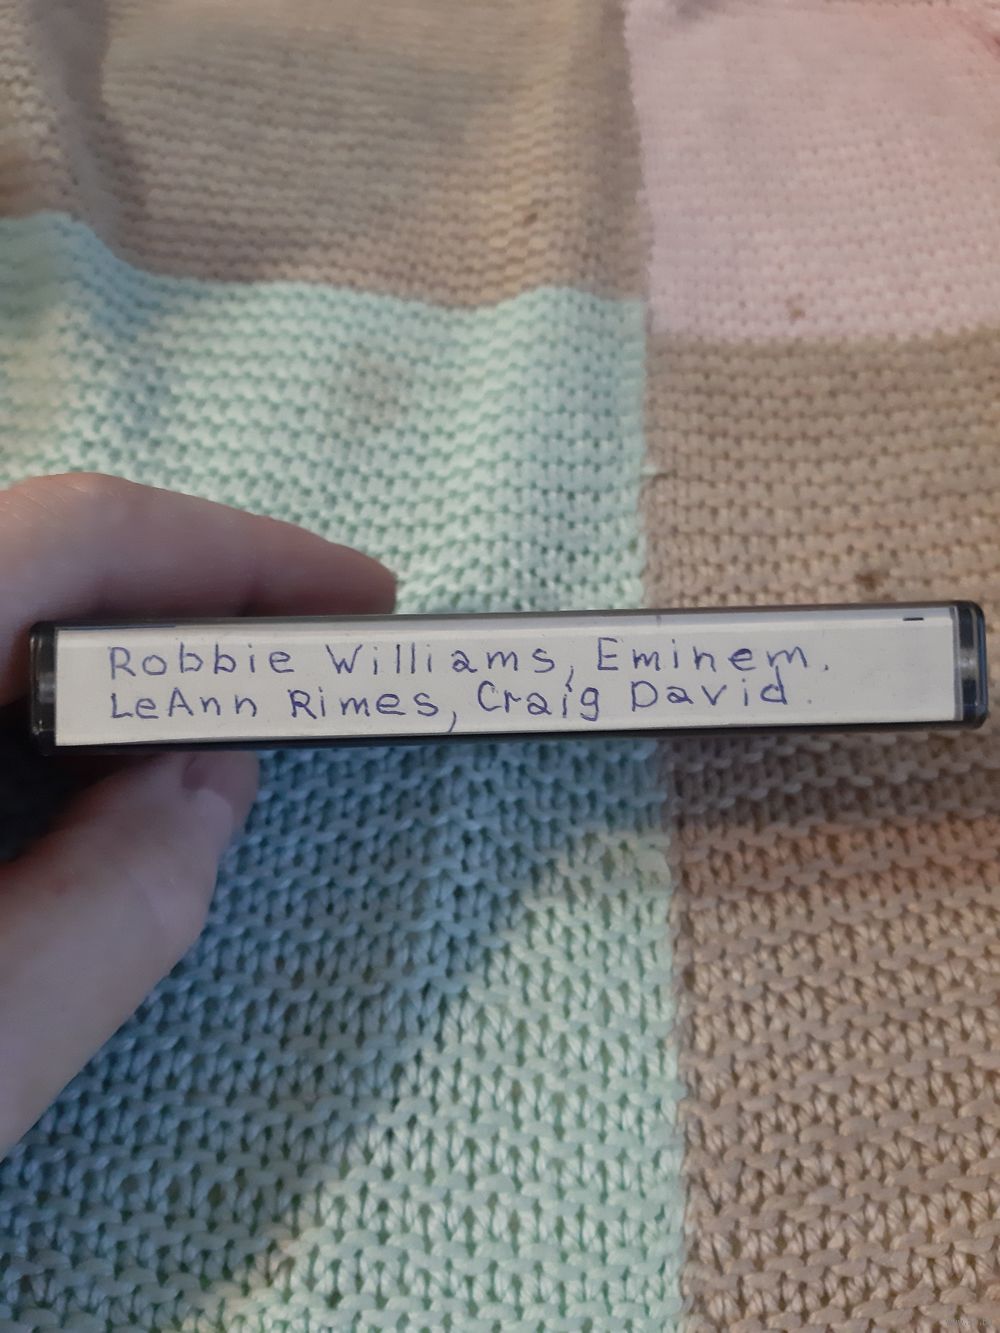 Robbie Williams, Eminem.
LeAnn Rimes, Craig David.